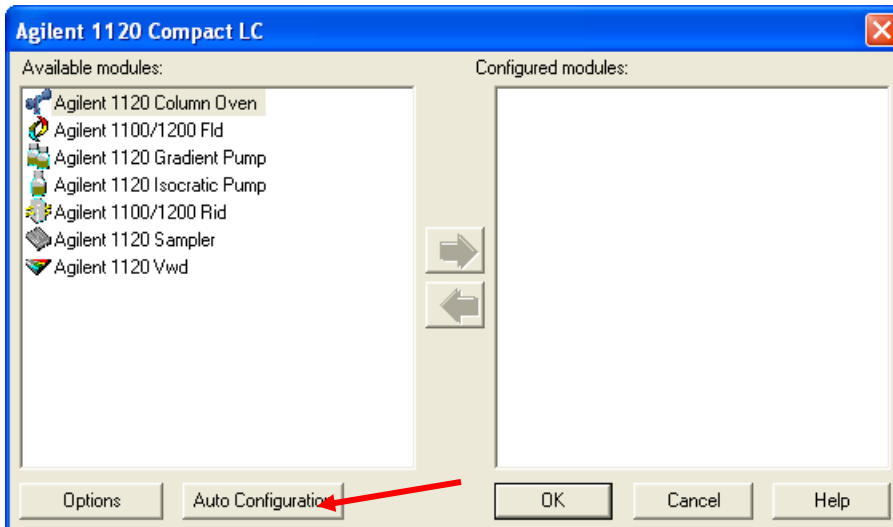 Agilent 1120 Compact LC
Available modules:
Configured modules:
Agilent 1120 Column Oven
Agilent 1100/1200 Fld
Agilent 1120 Gradient Pump
Agilent 1120 Isocratic Pump
Agilent 1100/1200 Rid
Agilent 1120 Sampler
Agilent 1120 Vwd
Options
Auto Configuration
OK
Cancel
Help